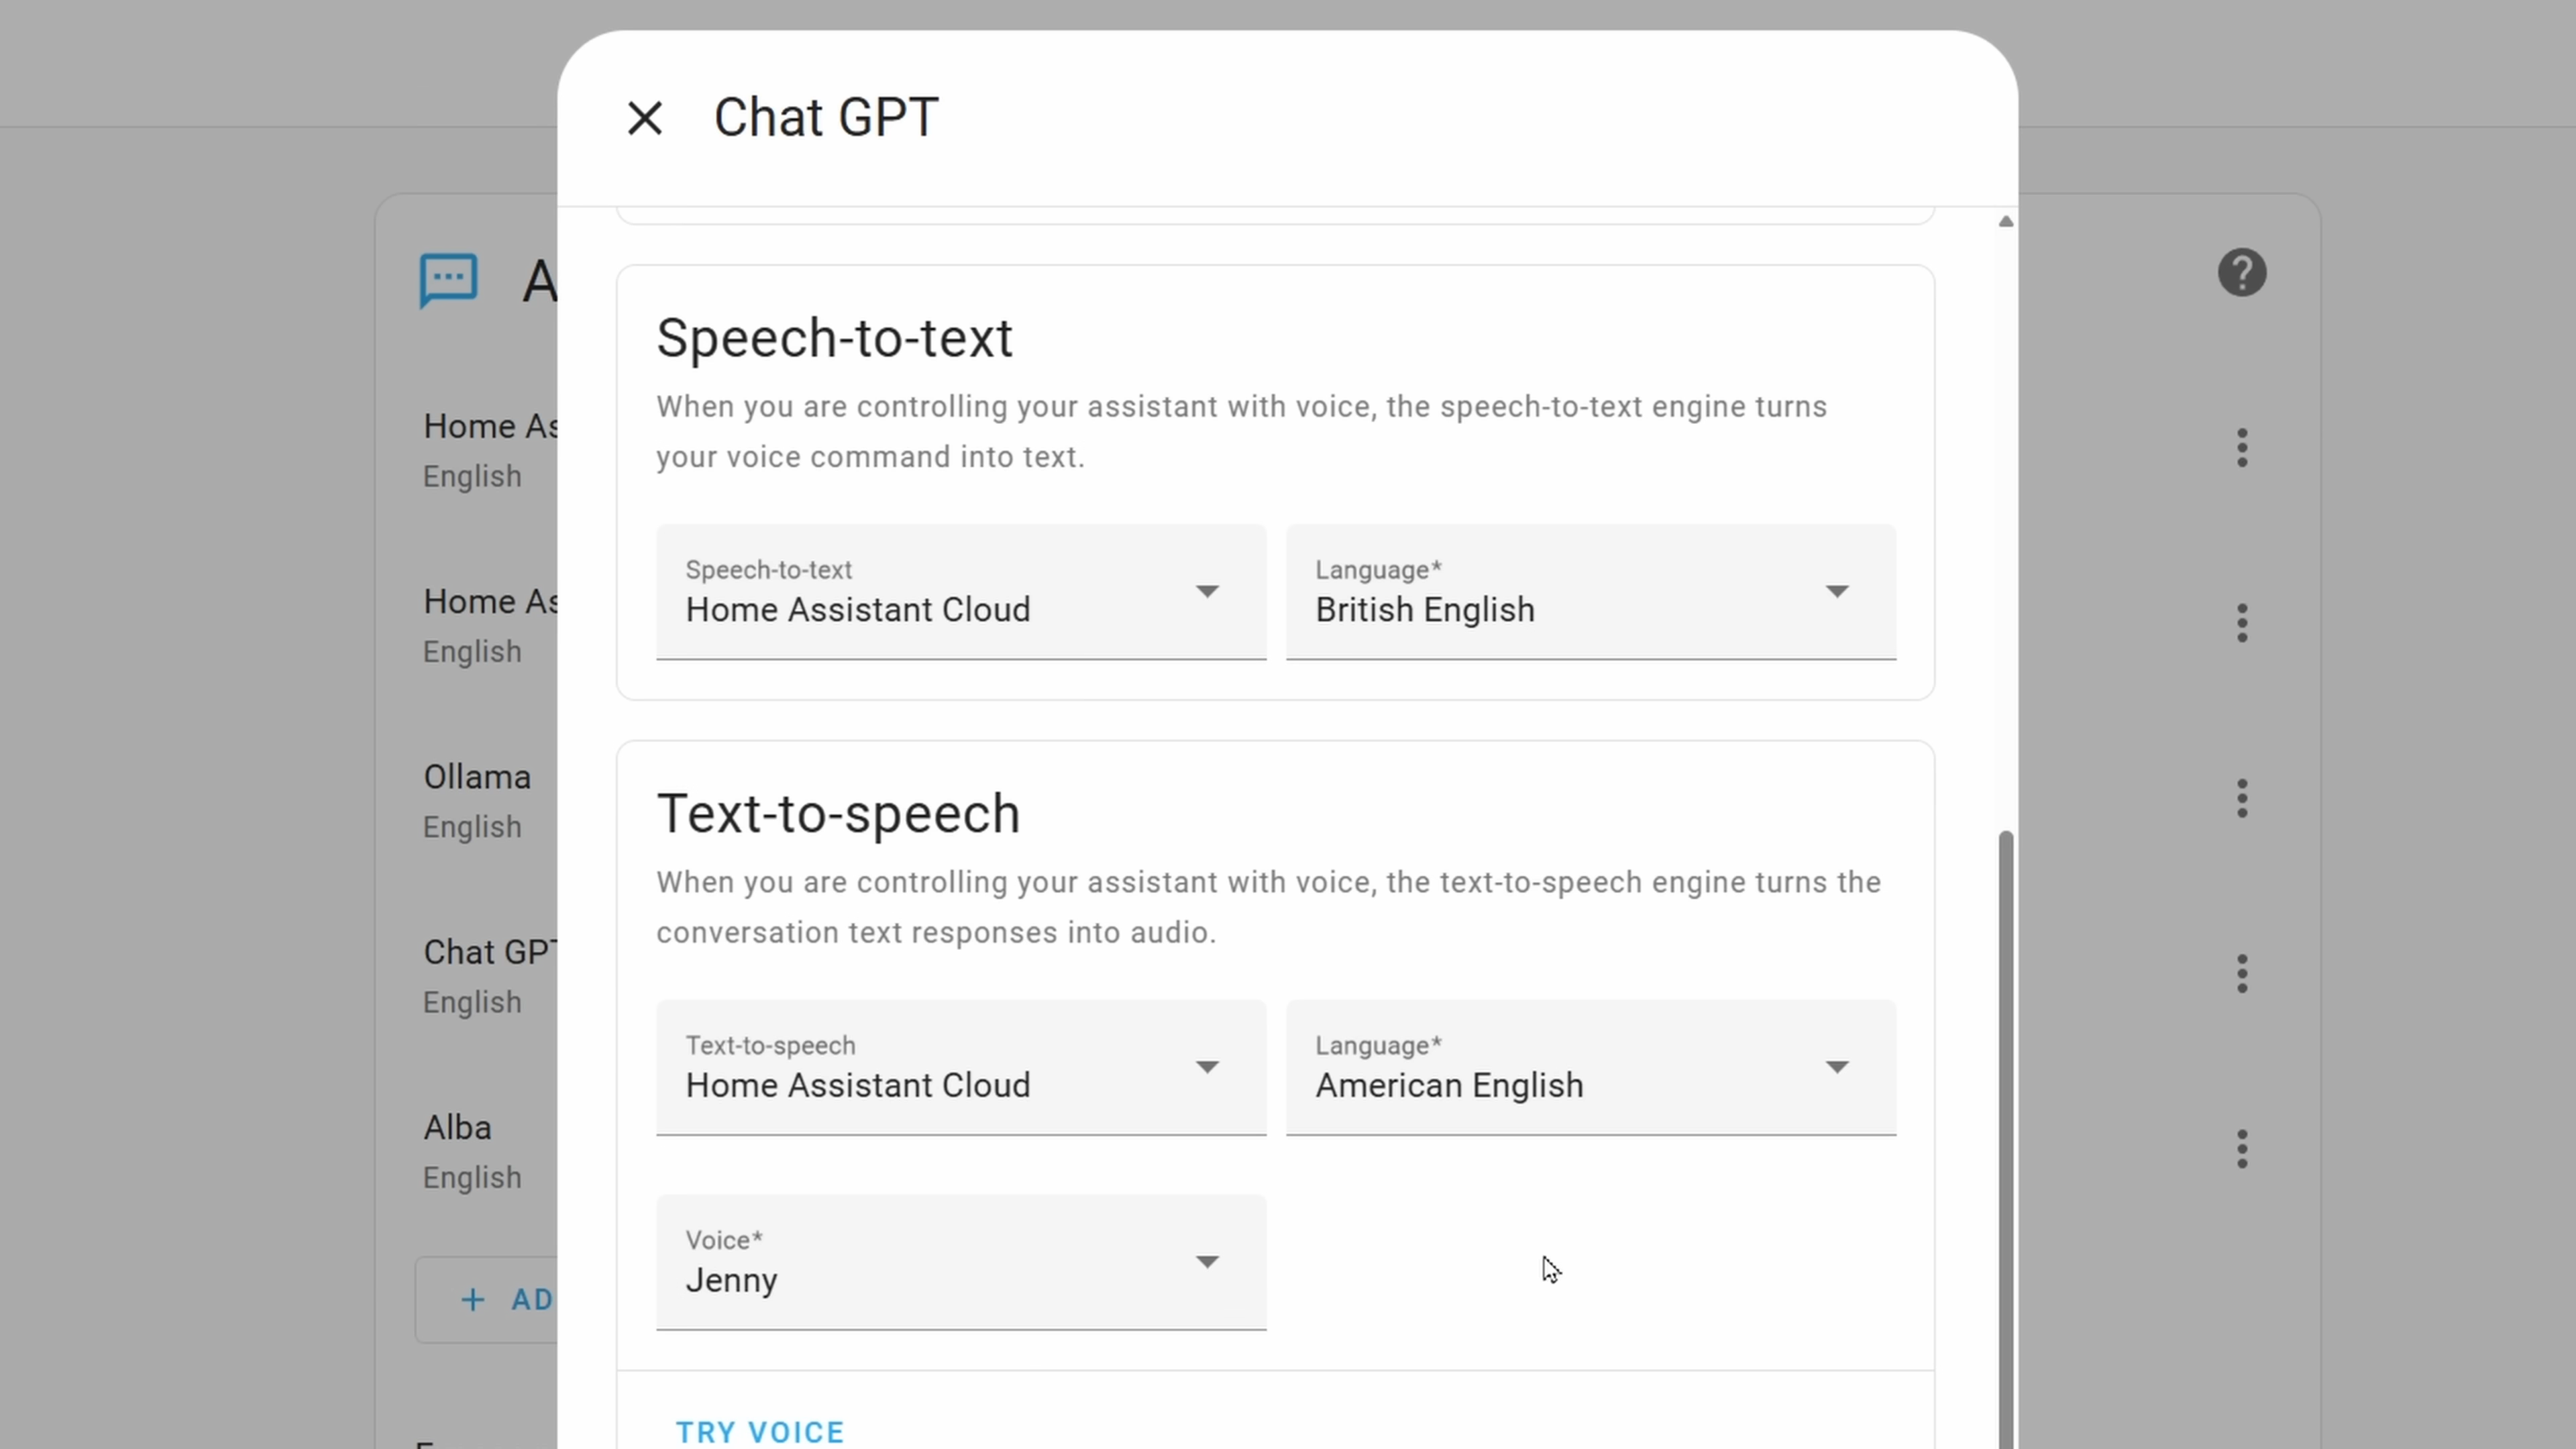 Chat GPT
A
Home As
English
Home As
English
Ollama
English
Chat GPT
English
Alba
English
+ AD
Speech-to-text
When you are controlling your assistant with voice, the speech-to-text engine turns
your voice command into text.
Speech-to-text
Home Assistant Cloud
Language*
British English
Text-to-speech
When you are controlling your assistant with voice, the text-to-speech engine turns the
conversation text responses into audio.
Text-to-speech
Home Assistant Cloud
Language*
American English
Voice*
Jenny
TRY VOICE